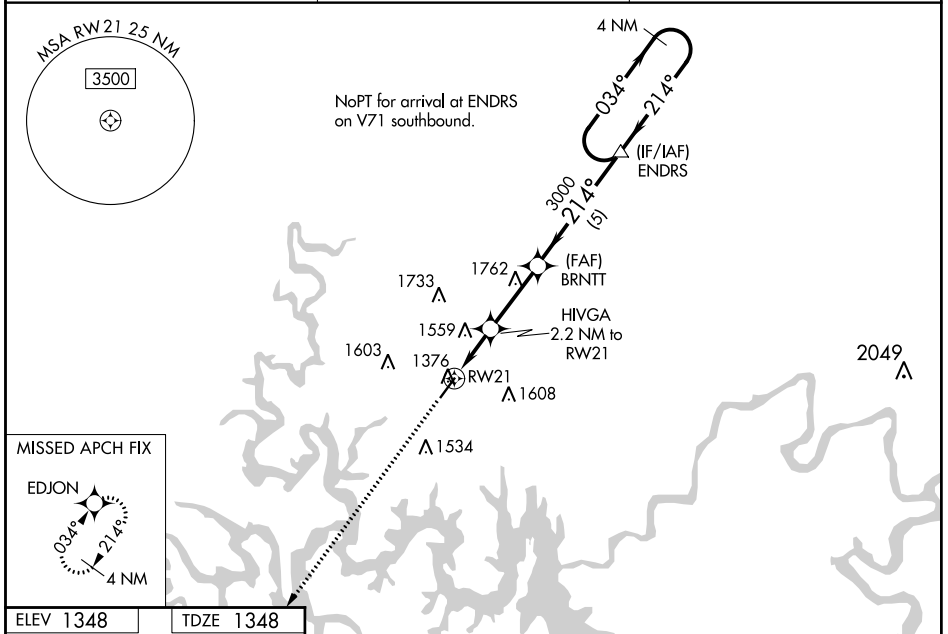 MSA RW21 25 NM
3500
4 NM
034°
214°
NoPT for arrival at ENDRS
on V71 southbound.
(IF/IAF)
ENDRS
3000
214°
(5)
(FAF)
BRNTT
1762
1733
HIVGA
2.2 NM to
RW21
1559
1603
1376
RW21
1608
2049
1534
MISSED APCH FIX
EDJON
034°
214°
4 NM
ELEV 1348
TDZE 1348